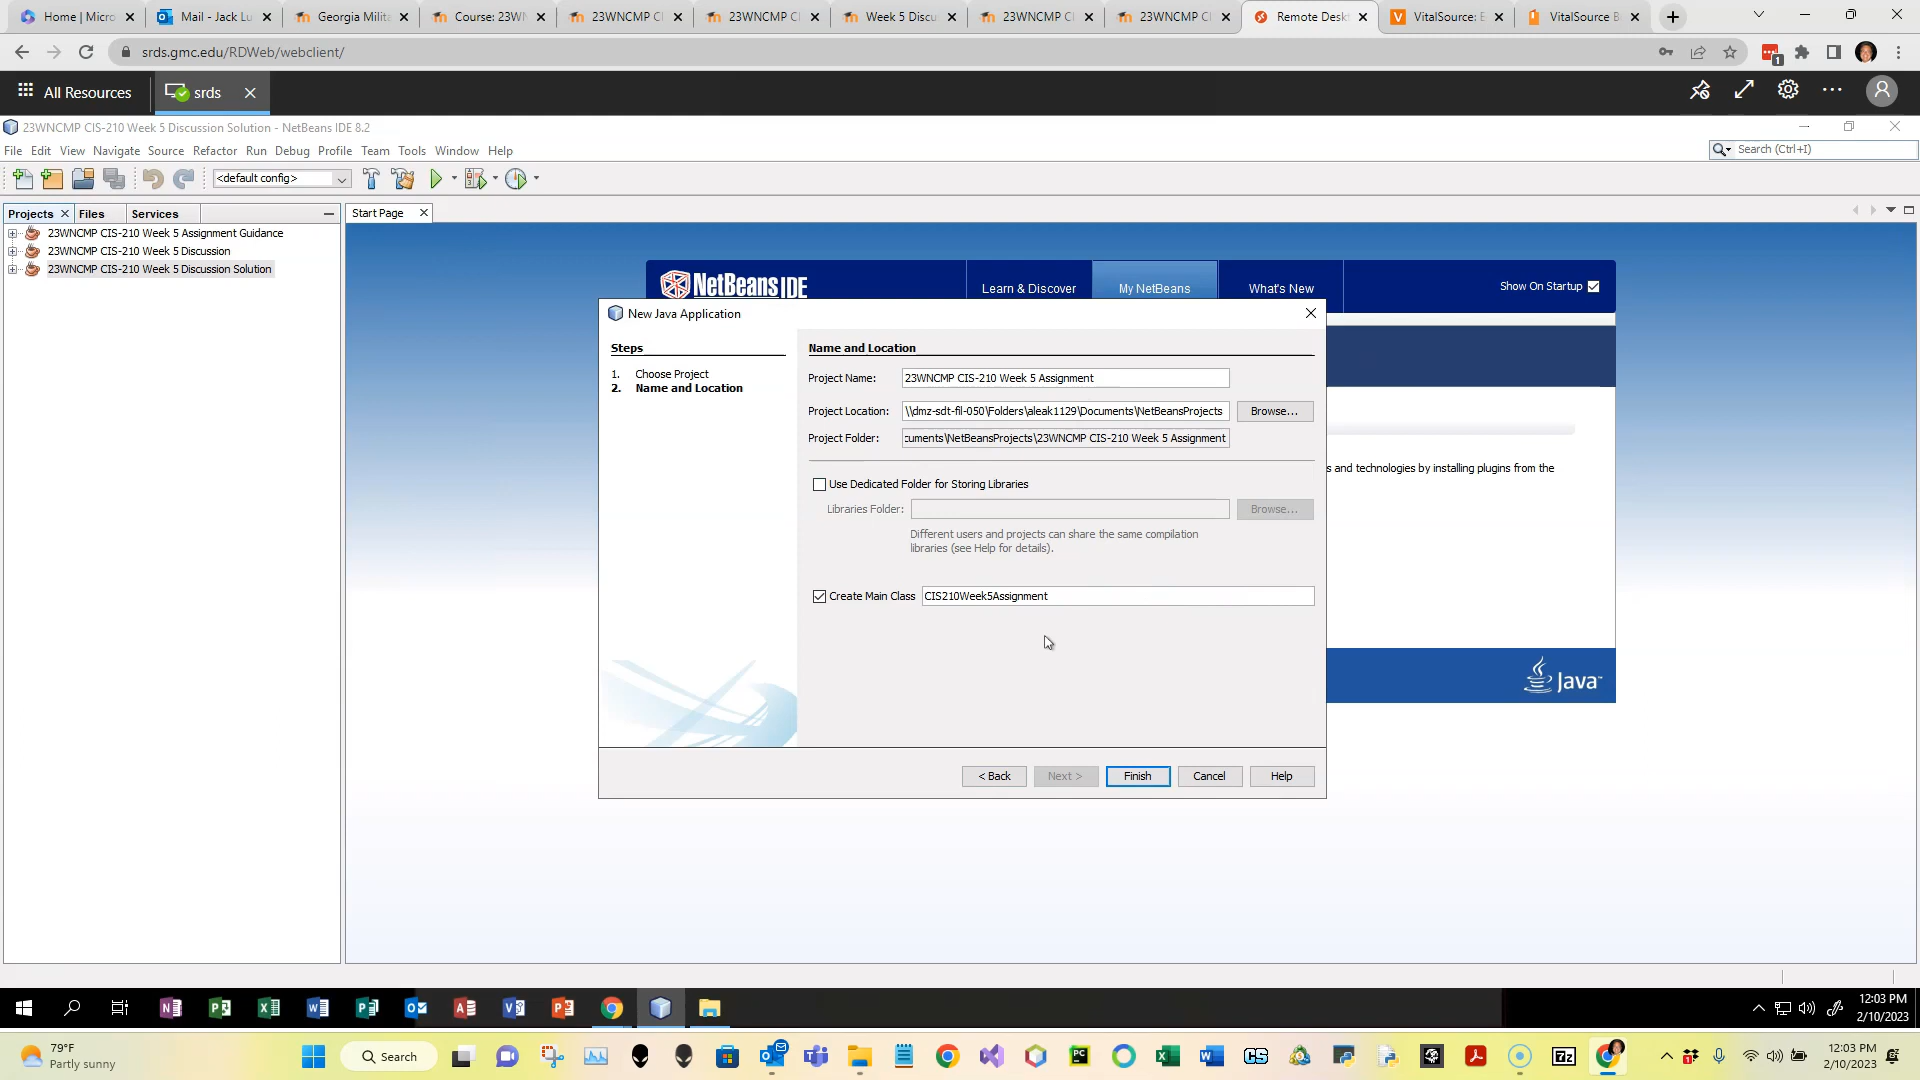 Home | Micro
Mail - Jack Lu
Georgia Milit
Course: 23W
23WNCMP C
23WNCMP C
Week 5 Discu
23WNCMP C
23WNCMP C
Remote Desk
VitalSource: E
VitalSource B
srds.gmc.edu/RDWeb/webclient/
All Resources
srds
23WNCMP CIS-210 Week 5 Discussion Solution - NetBeans IDE 8.2
File Edit View Navigate Source Refactor Run Debug Profile Team Tools Window Help
Search (Ctrl+I)
<default config>
Projects Files Services
Start Page
23WNCMP CIS-210 Week 5 Assignment Guidance
23WNCMP CIS-210 Week 5 Discussion
23WNCMP CIS-210 Week 5 Discussion Solution
NetBeans IDE
Learn & Discover
My NetBeans
What's New
Show On Startup
New Java Application
Steps
1. Choose Project
2. Name and Location
Name and Location
Project Name: 23WNCMP CIS-210 Week 5 Assignment
Project Location: \\dmz-sdt-fil-050\Folders\aleak1129\Documents\NetBeansProjects Browse...
Project Folder: cuments\NetBeansProjects\23WNCMP CIS-210 Week 5 Assignment
s and technologies by installing plugins from the
Use Dedicated Folder for Storing Libraries
Libraries Folder: Browse...
Different users and projects can share the same compilation
libraries (see Help for details).
Create Main Class CIS210Week5Assignment
Java
< Back Next > Finish Cancel Help
12:03 PM
2/10/2023
79°F
Partly sunny
Search
12:03 PM
2/10/2023